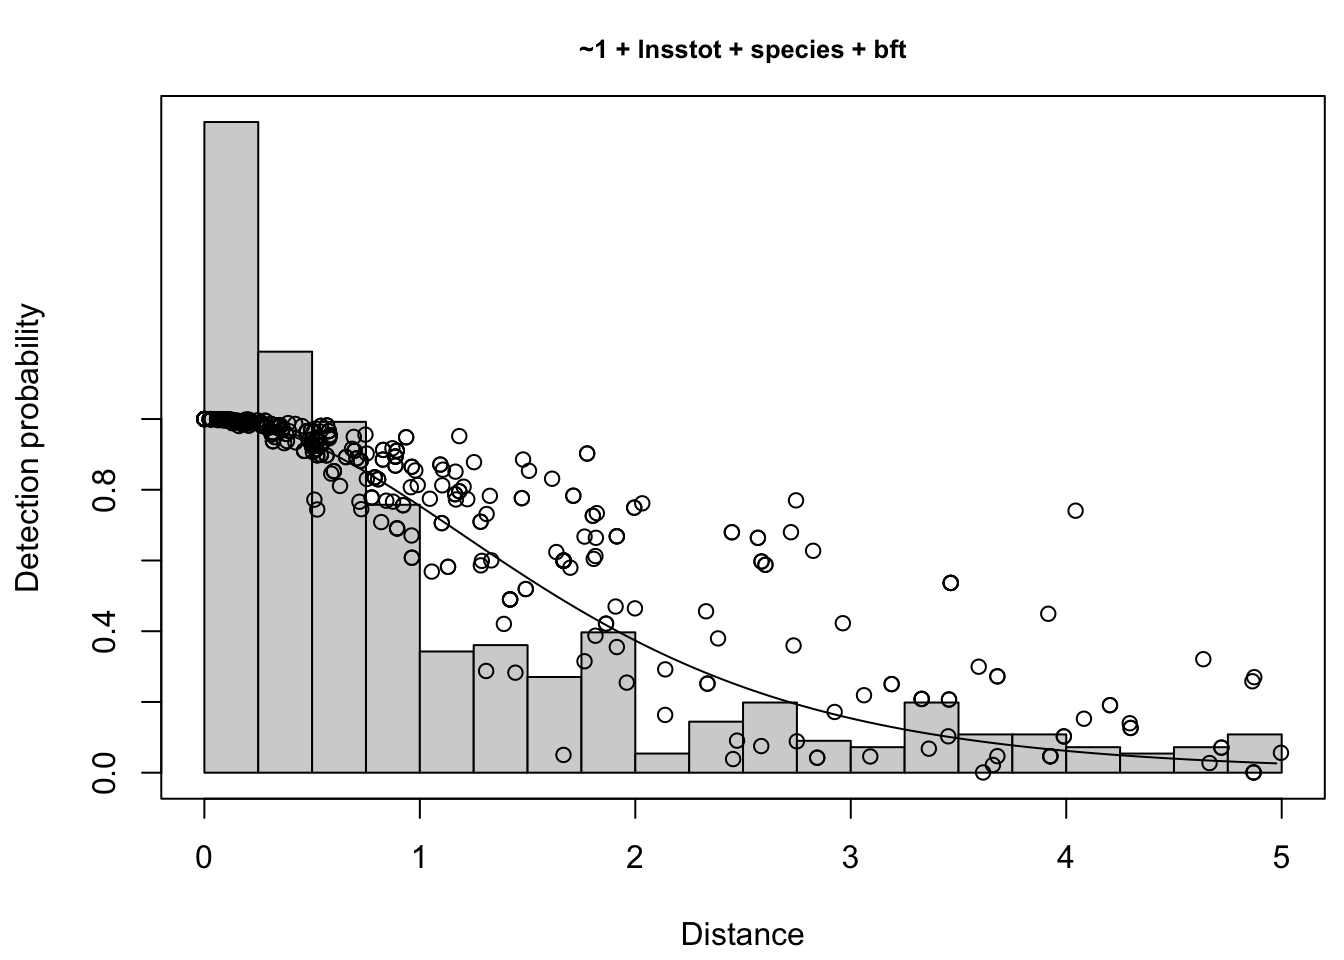 ~1 + lnsstot + species + bft
Detection probability
0.8
0.4
0.0
0 1 2 3 4 5
Distance